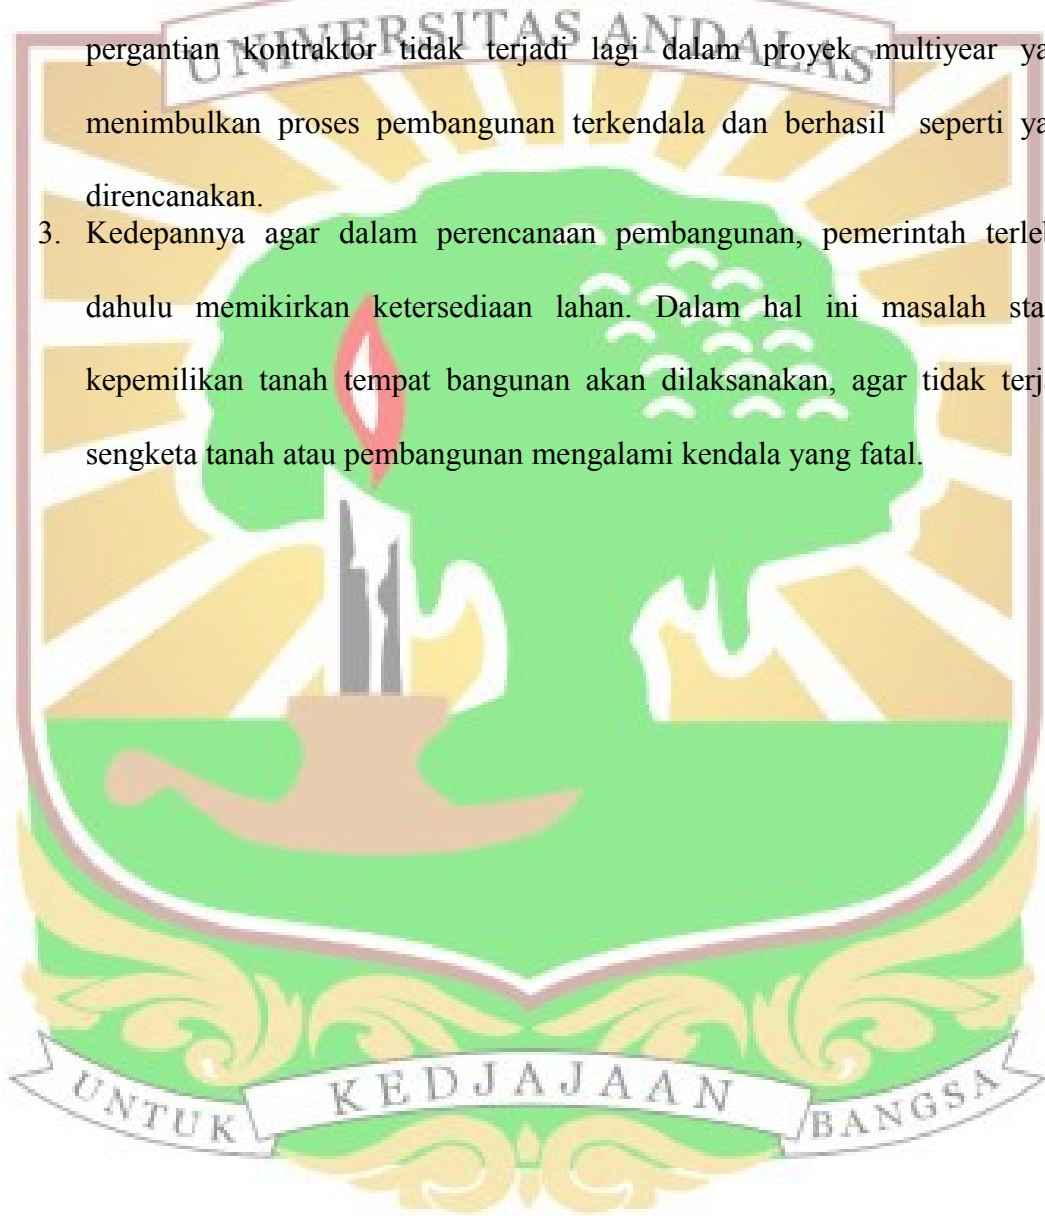 UNIVERSITAS ANDALAS
pergantian kontraktor tidak terjadi lagi dalam proyek multiyear ya
menimbulkan proses pembangunan terkendala dan berhasil seperti ya
direncanakan.
3. Kedepannya agar dalam perencanaan pembangunan, pemerintah terleb
dahulu memikirkan ketersediaan lahan. Dalam hal ini masalah sta
kepemilikan tanah tempat bangunan akan dilaksanakan, agar tidak terja
sengketa tanah atau pembangunan mengalami kendala yang fatal.
UNTUK KEDJAJAAN BANGSA